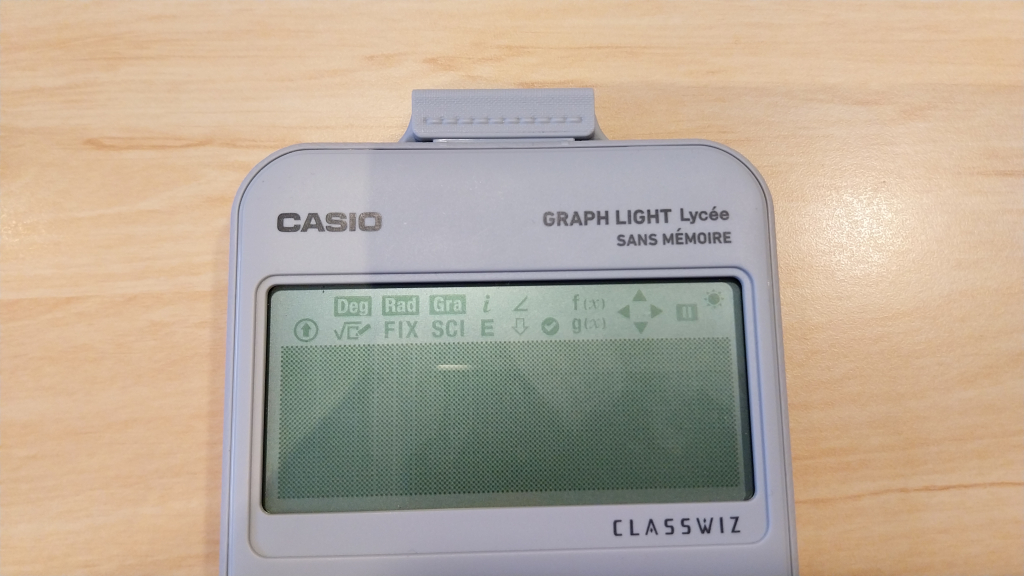 CASIO
GRAPH LIGHT Lycée
SANS MÉMOIRE
Deg Rad Gra i ∠ f(x)
√ FIX SCI E g(x)
CLASSWIZ